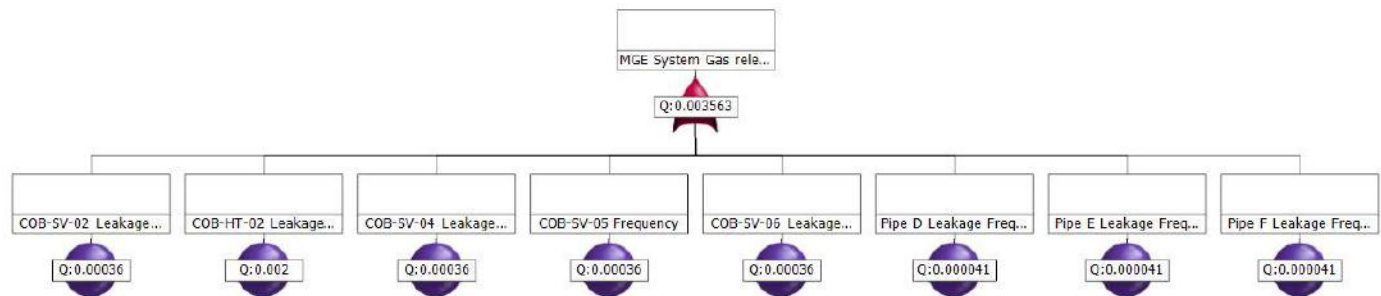 MGE System Gas rele...
Q:0.003563
COB-SV-02 Leakage...
COB-HT-02 Leakage...
COB-SV-04 Leakage...
COB-SV-05 Frequency
COB-SV-06 Leakage...
Pipe D Leakage Freq...
Pipe E Leakage Freq...
Pipe F Leakage Freq...
Q:0.00036
Q:0.002
Q:0.00036
Q:0.00036
Q:0.00036
Q:0.000041
Q:0.000041
Q:0.000041